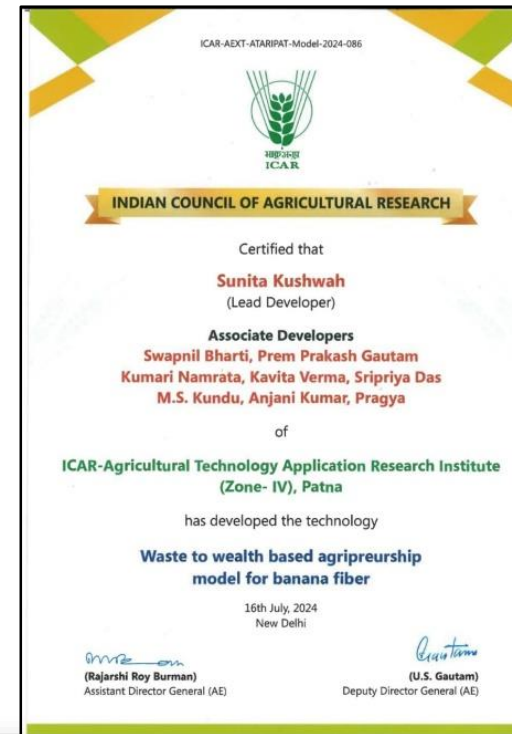 ICAR-AEXT-ATARIPAT-Model-2024-086
भाकृअनुप
ICAR
INDIAN COUNCIL OF AGRICULTURAL RESEARCH
Certified that
Sunita Kushwah
(Lead Developer)
Associate Developers
Swapnil Bharti, Prem Prakash Gautam
Kumari Namrata, Kavita Verma, Sripriya Das
M.S. Kundu, Anjani Kumar, Pragya
of
ICAR-Agricultural Technology Application Research Institute
(Zone- IV), Patna
has developed the technology
Waste to wealth based agripreurship
model for banana fiber
16th July, 2024
New Delhi
(Rajarshi Roy Burman)
Assistant Director General (AE)
(U.S. Gautam)
Deputy Director General (AE)